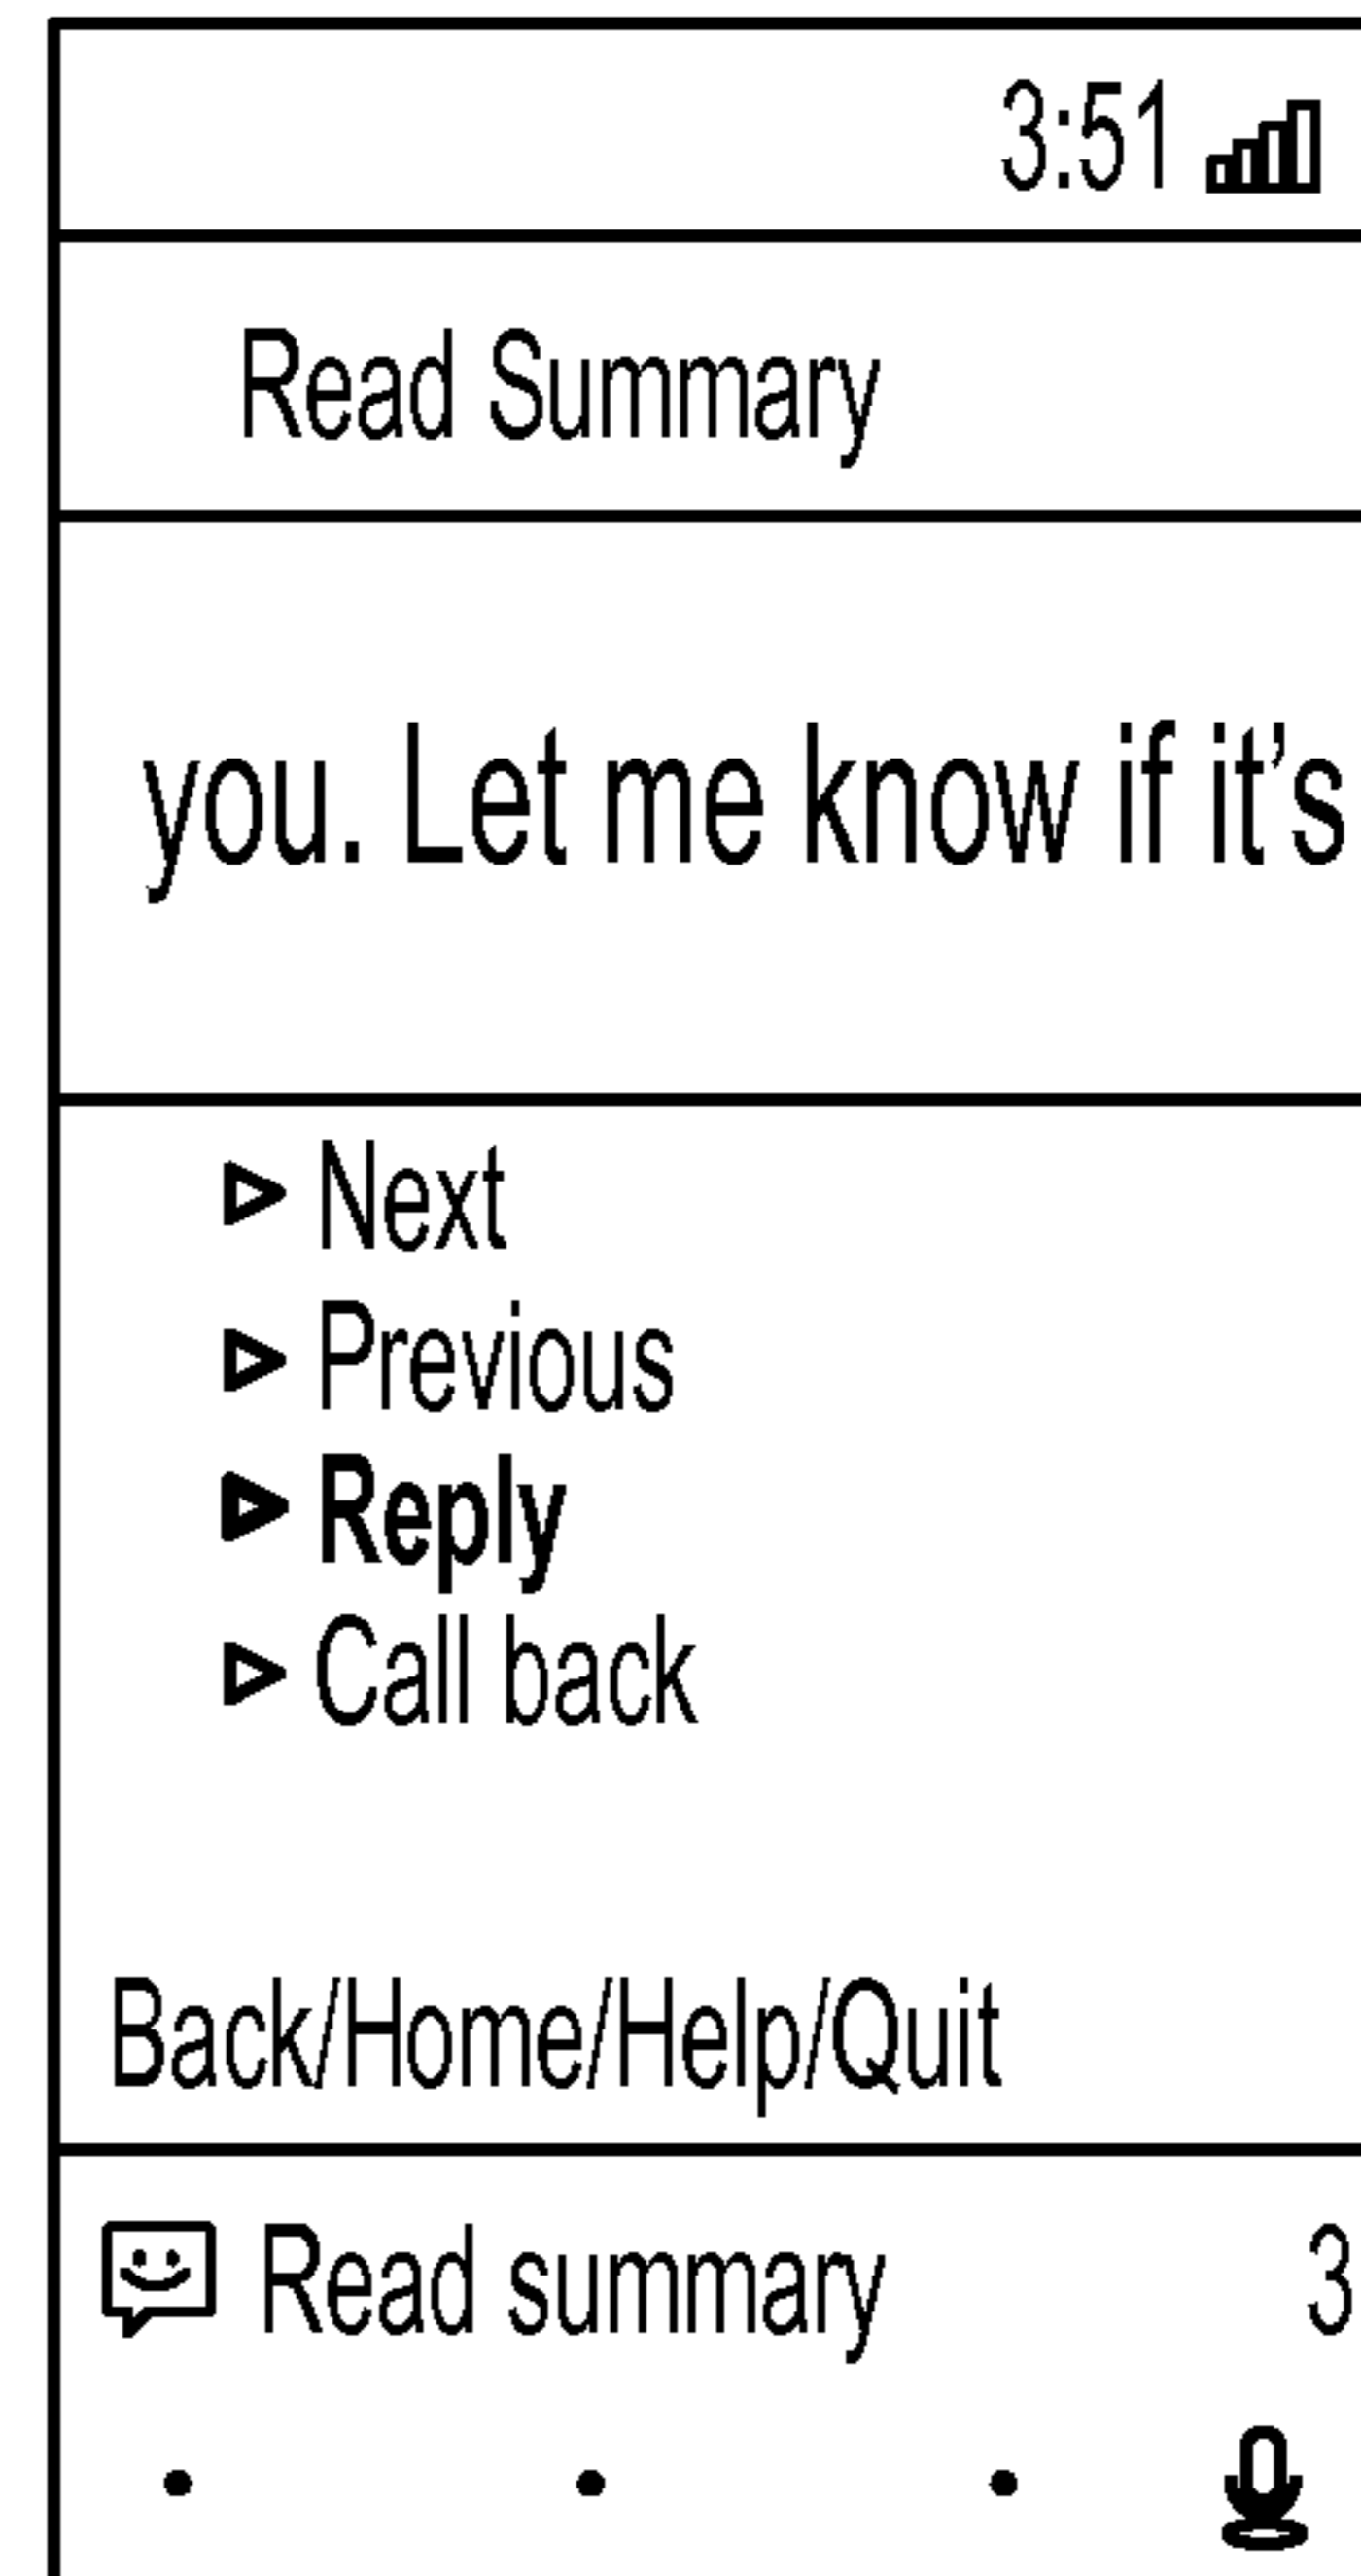 3:51
Read Summary
you. Let me know if it’s
Next
Previous
Reply
Call back
Back/Home/Help/Quit
Read summary 3